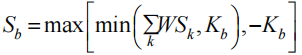 S_b = max[min(∑_k WS_k, K_b), −K_b]